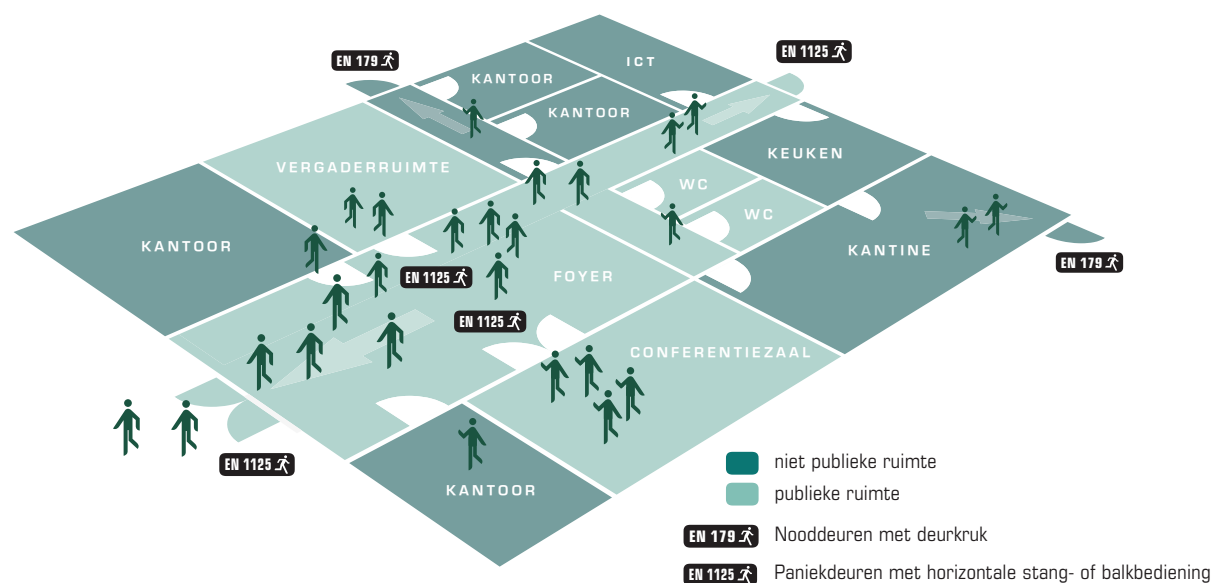 EN 1125
EN 179
ICT
KANTOOR
KANTOOR
KEUKEN
VERGADERRUIMTE
WC
WC
KANTOOR
KANTINE
EN 179
EN 1125
FOYER
EN 1125
CONFERENTIEZAAL
EN 1125
KANTOOR
niet publieke ruimte
publieke ruimte
EN 179 Nooddeuren met deurkruk
EN 1125 Paniekdeuren met horizontale stang- of balkbediening